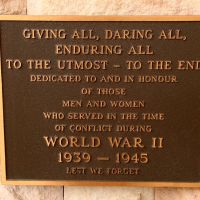 GIVING ALL, DARING ALL,
ENDURING ALL
TO THE UTMOST – TO THE END
DEDICATED TO AND IN HONOUR
OF THOSE
MEN AND WOMEN
WHO SERVED IN THE TIME
OF CONFLICT DURING
WORLD WAR II
1939 — 1945
LEST WE FORGET